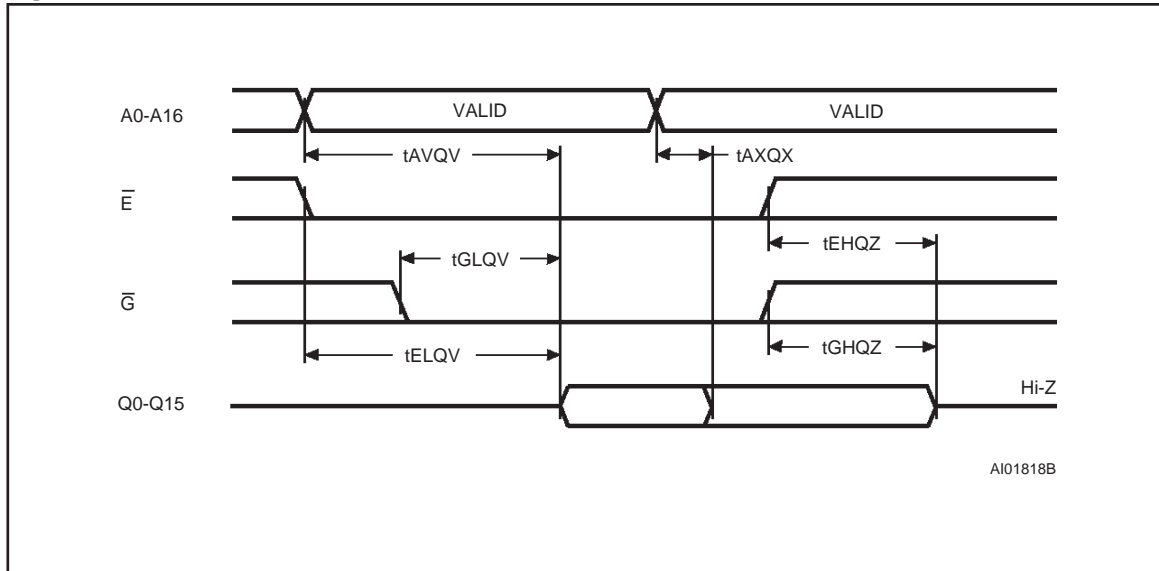 A0-A16
VALID
VALID
tAVQV
tAXQX
E̅
tEHQZ
tGLQV
G̅
tGHQZ
tELQV
Q0-Q15
Hi-Z
AI01818B